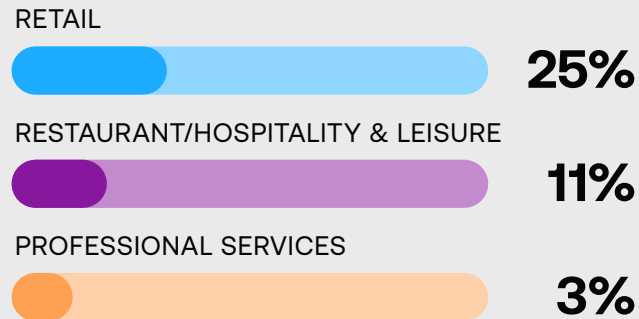 RETAIL
25%
RESTAURANT/HOSPITALITY & LEISURE
11%
PROFESSIONAL SERVICES
3%